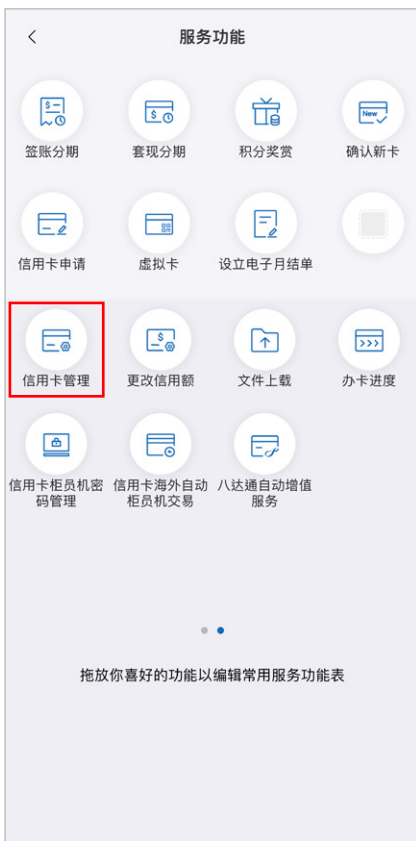 服务功能
签账分期 套现分期 积分奖赏 确认新卡
New
信用卡申请 虚拟卡 设立电子月结单
信用卡管理 更改信用额 文件上载 办卡进度
信用卡柜员机密 信用卡海外自动 八达通自动增值
码管理 柜员机交易 服务
拖放你喜好的功能以编辑常用服务功能表